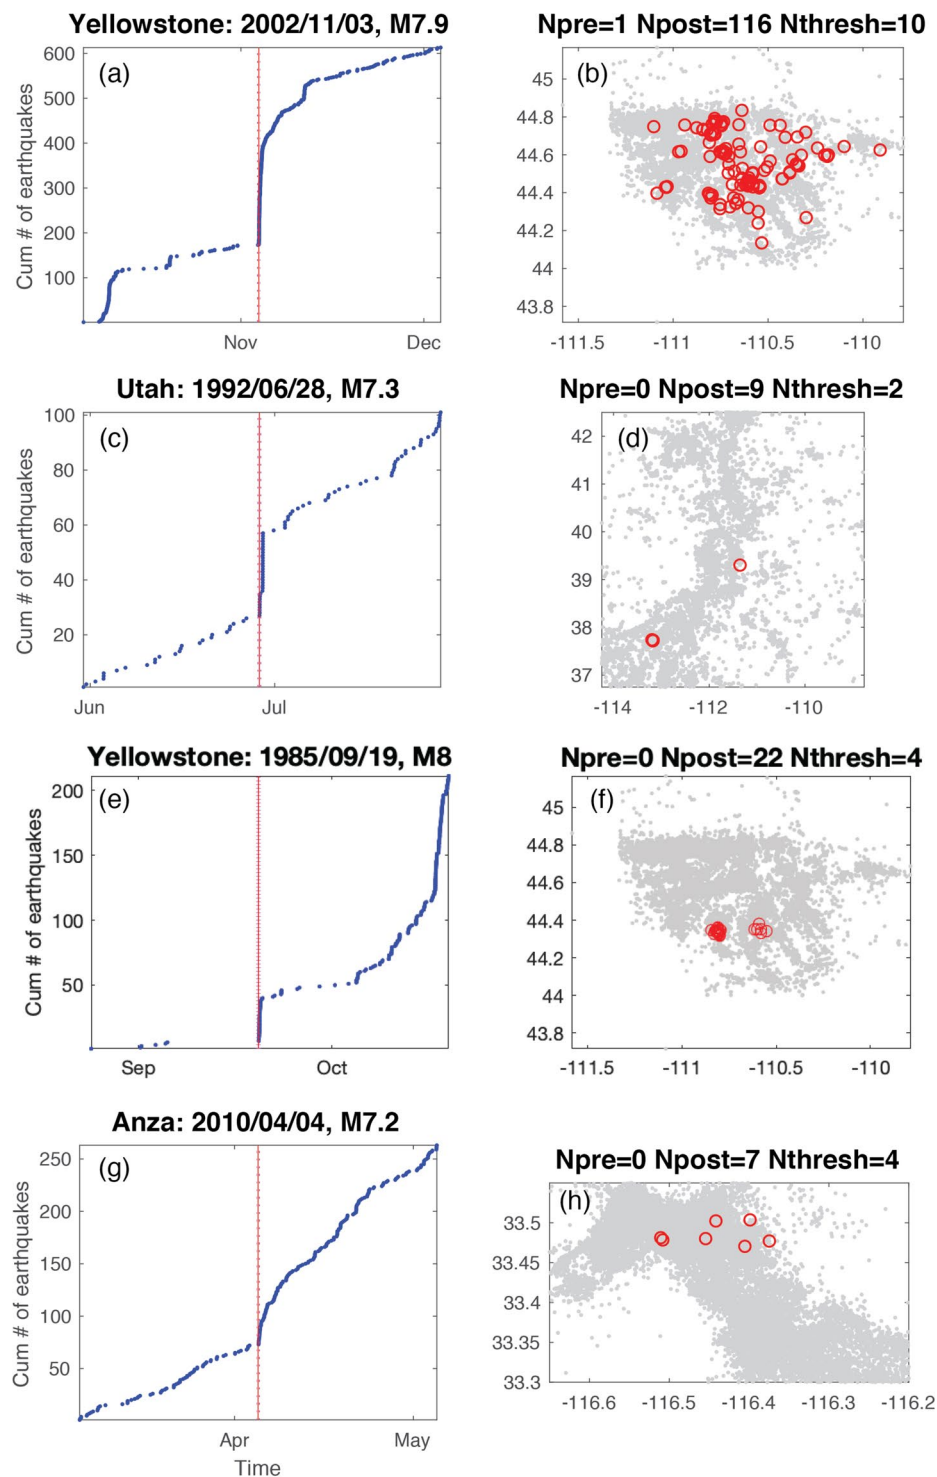 Yellowstone: 2002/11/03, M7.9
Npre=1 Npost=116 Nthresh=10
(a)
Cum # of earthquakes
600
500
400
300
200
100
Nov
Dec
(b)
45
44.8
44.6
44.4
44.2
44
43.8
-111.5
-111
-110.5
-110
Utah: 1992/06/28, M7.3
Npre=0 Npost=9 Nthresh=2
(c)
Cum # of earthquakes
100
80
60
40
20
Jun
Jul
(d)
42
41
40
39
38
37
-114
-112
-110
Yellowstone: 1985/09/19, M8
Npre=0 Npost=22 Nthresh=4
(e)
Cum # of earthquakes
200
150
100
50
Sep
Oct
(f)
45
44.8
44.6
44.4
44.2
44
43.8
-111.5
-111
-110.5
-110
Anza: 2010/04/04, M7.2
Npre=0 Npost=7 Nthresh=4
(g)
Cum # of earthquakes
250
200
150
100
50
Apr
May
Time
(h)
33.5
33.45
33.4
33.35
33.3
-116.6
-116.5
-116.4
-116.3
-116.2